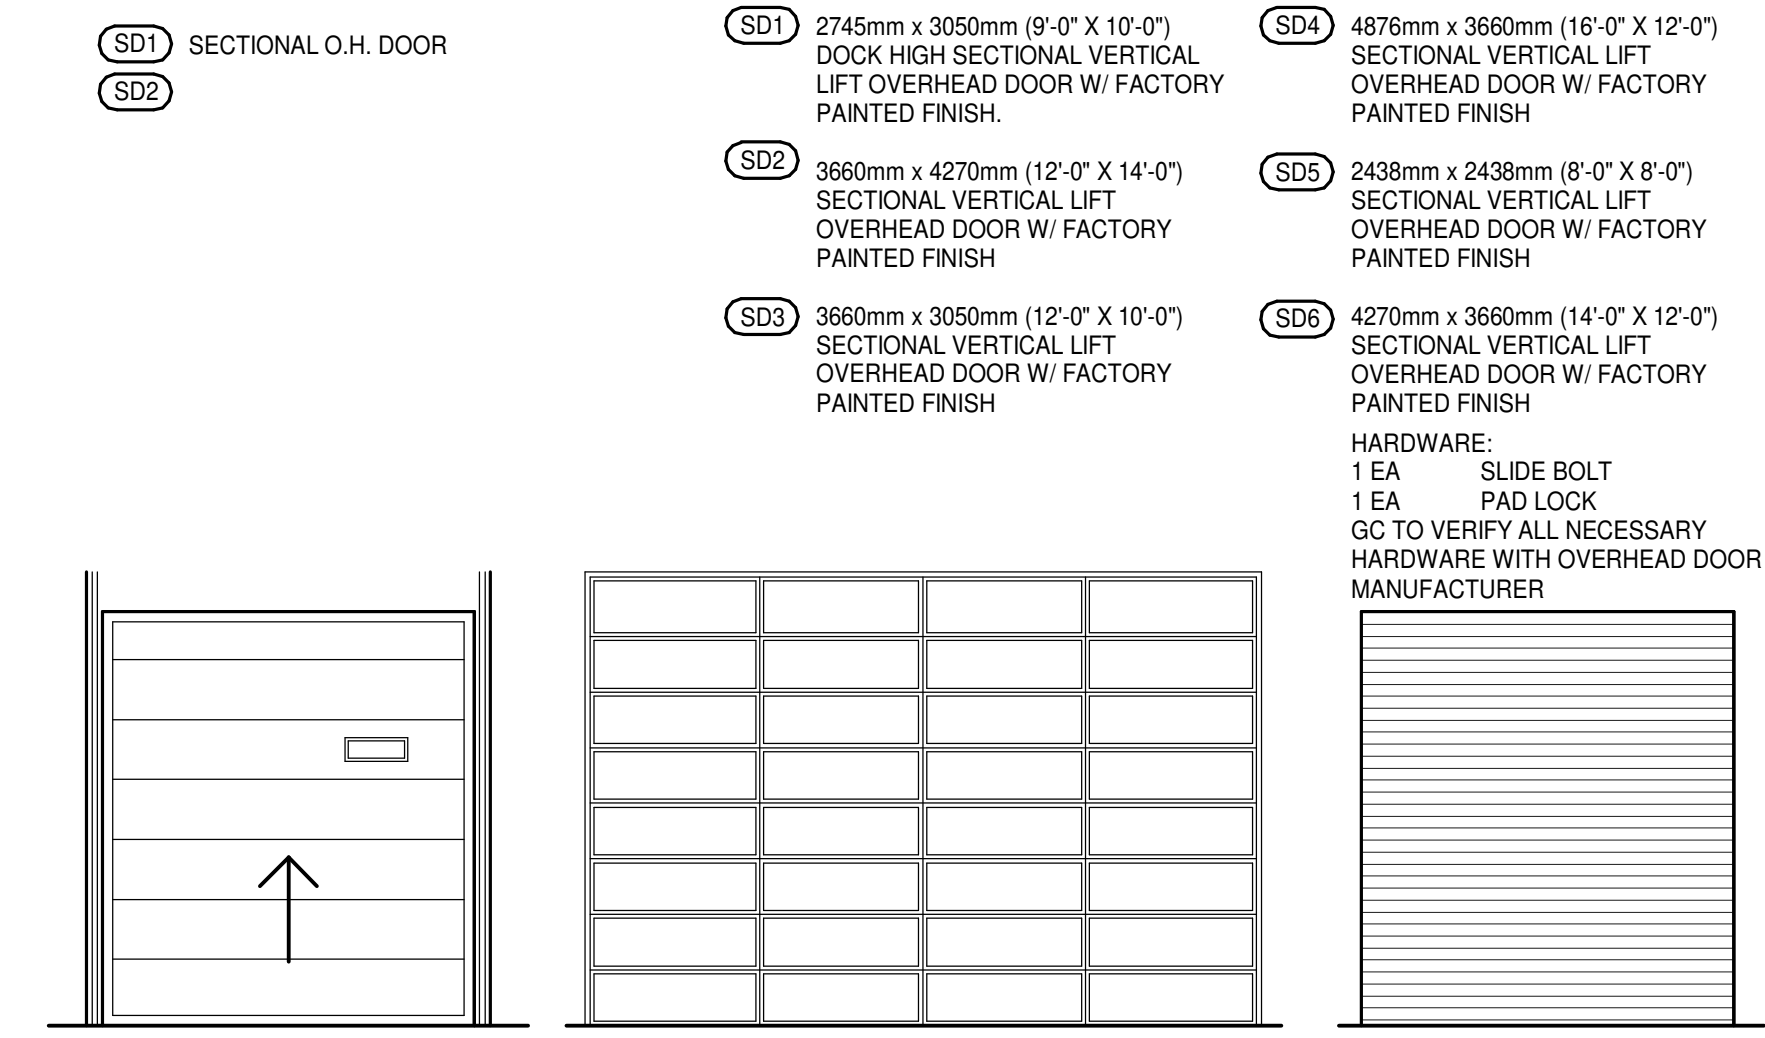 SD1 SECTIONAL O.H. DOOR
SD2
SD1 2745mm x 3050mm (9'-0" X 10'-0")
DOCK HIGH SECTIONAL VERTICAL
LIFT OVERHEAD DOOR W/ FACTORY
PAINTED FINISH.
SD2 3660mm x 4270mm (12'-0" X 14'-0")
SECTIONAL VERTICAL LIFT
OVERHEAD DOOR W/ FACTORY
PAINTED FINISH
SD3 3660mm x 3050mm (12'-0" X 10'-0")
SECTIONAL VERTICAL LIFT
OVERHEAD DOOR W/ FACTORY
PAINTED FINISH
SD4 4876mm x 3660mm (16'-0" X 12'-0")
SECTIONAL VERTICAL LIFT
OVERHEAD DOOR W/ FACTORY
PAINTED FINISH
SD5 2438mm x 2438mm (8'-0" X 8'-0")
SECTIONAL VERTICAL LIFT
OVERHEAD DOOR W/ FACTORY
PAINTED FINISH
SD6 4270mm x 3660mm (14'-0" X 12'-0")
SECTIONAL VERTICAL LIFT
OVERHEAD DOOR W/ FACTORY
PAINTED FINISH
HARDWARE:
1 EA SLIDE BOLT
1 EA PAD LOCK
GC TO VERIFY ALL NECESSARY
HARDWARE WITH OVERHEAD DOOR
MANUFACTURER